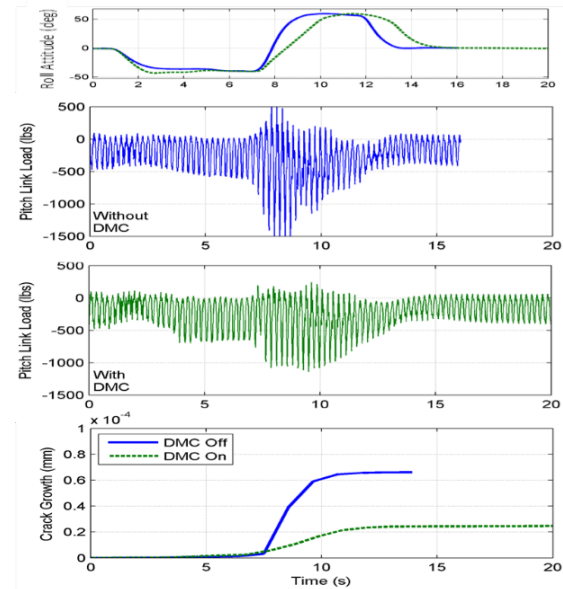 Roll Attitude (deg)
50
0
-50
0 2 4 6 8 10 12 14 16 18 20
Pitch Link Load (lbs)
500
0
-500
-1000
-1500
Without
DMC
0 5 10 15 20
Pitch Link Load (lbs)
500
0
-500
-1000
-1500
With
DMC
0 5 10 15 20
x 10-4
Crack Growth (mm)
1
0.8
0.6
0.4
0.2
0
DMC Off
DMC On
0 5 10 15 20
Time (s)